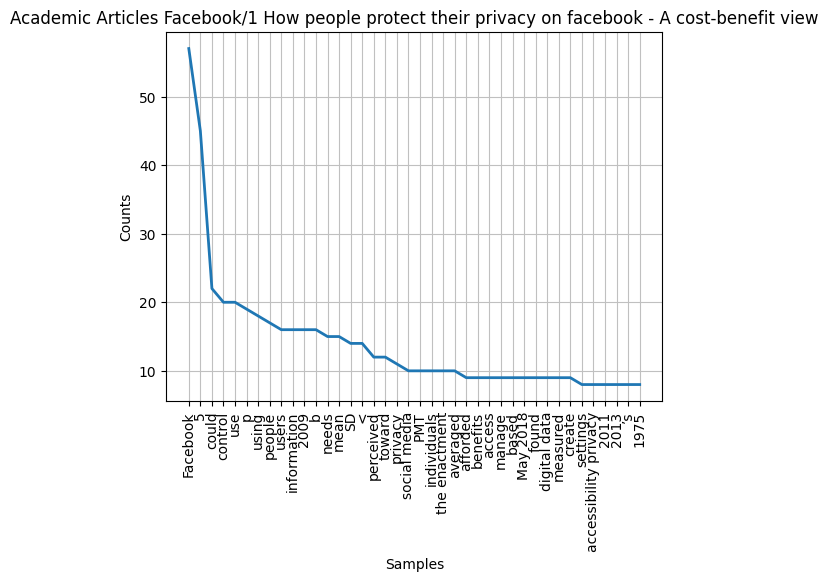 Academic Articles Facebook/1 How people protect their privacy on facebook - A cost-benefit view
50
40
30
20
10
Counts
Facebook
5
could
control
use
p
using
people
users
information
2009
b
needs
mean
SD
<
perceived
toward
privacy
social media
PMT
individuals
the enactment
averaged
afforded
benefits
access
manage
based
May 2018
found
digital data
measured
create
settings
accessibility privacy
2011
2013
's
1975
Samples